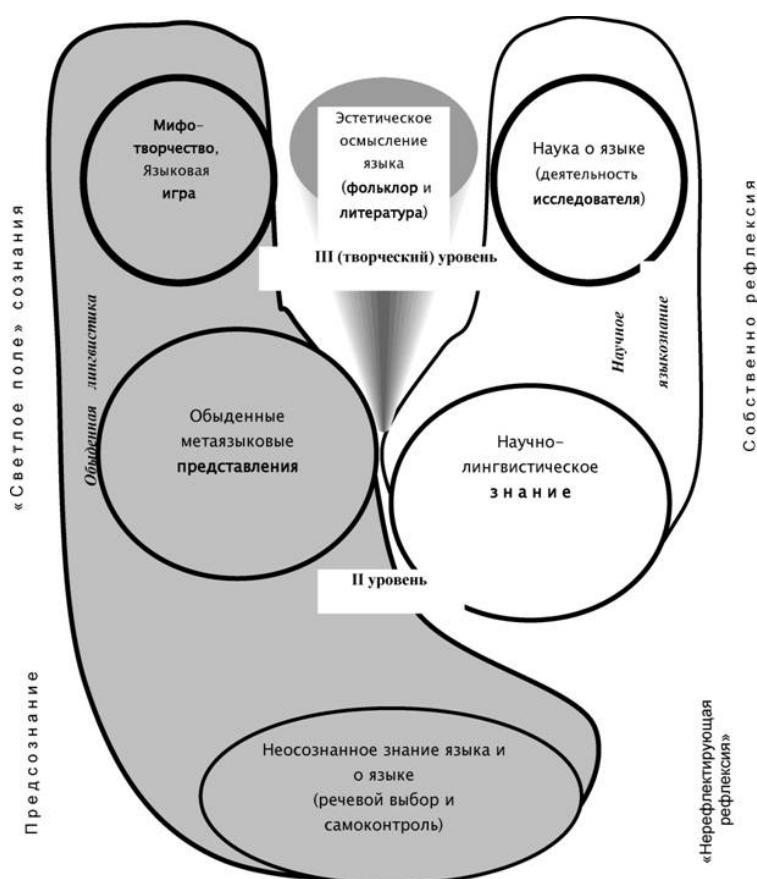 Мифо-
творчество,
Языковая
игра
Эстетическое
осмысление
языка
(фольклор и
литература)
Наука о языке
(деятельность
исследователя)
III (творческий) уровень
«Светлое поле» сознания
Собственно рефлексия
Обыденная лингвистика
Научное
языкознание
Обыденные
метаязыковые
представления
Научно-
лингвистическое
знание
II уровень
Предсознание
«Нерефлектирующая
рефлексия»
Неосознанное знание языка и
о языке
(речевой выбор и
самоконтроль)